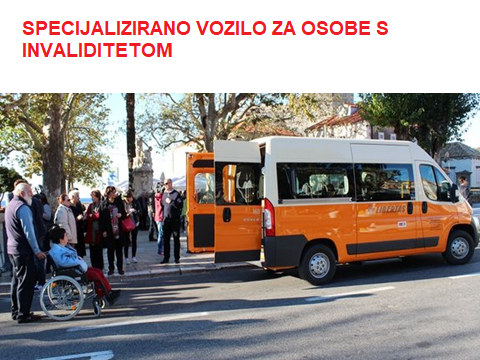 SPECIJALIZIRANO VOZILO ZA OSOBE S
INVALIDITETOM